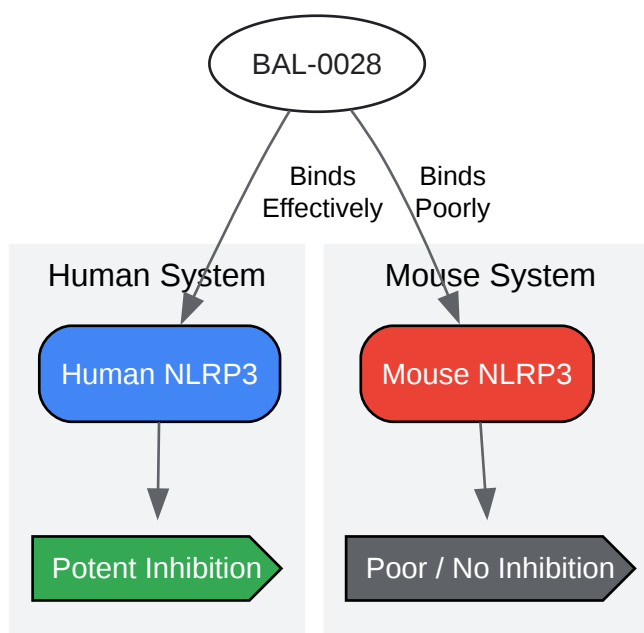 BAL-0028
Binds
Effectively
Binds
Poorly
Human System
Mouse System
Human NLRP3
Mouse NLRP3
Potent Inhibition
Poor / No Inhibition